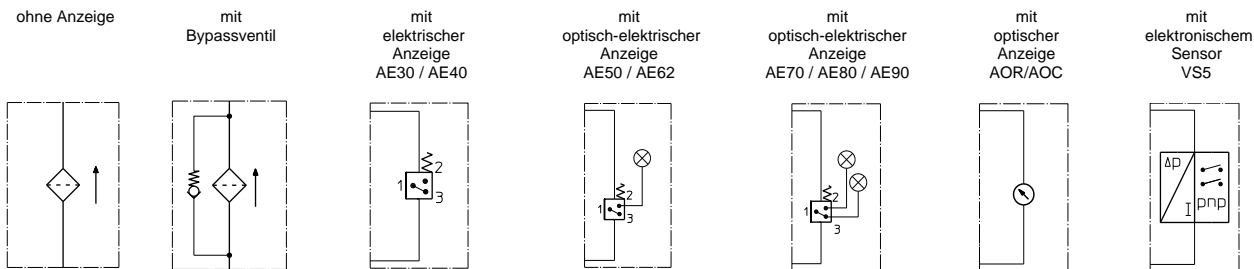 ohne Anzeige
mit
Bypassventil
mit
elektrischer
Anzeige
AE30 / AE40
mit
optisch-elektrischer
Anzeige
AE50 / AE62
mit
optisch-elektrischer
Anzeige
AE70 / AE80 / AE90
mit
optischer
Anzeige
AOR/AOC
mit
elektronischem
Sensor
VS5
1
2
3
1
2
3
1
2
3
Δp
I
pnp